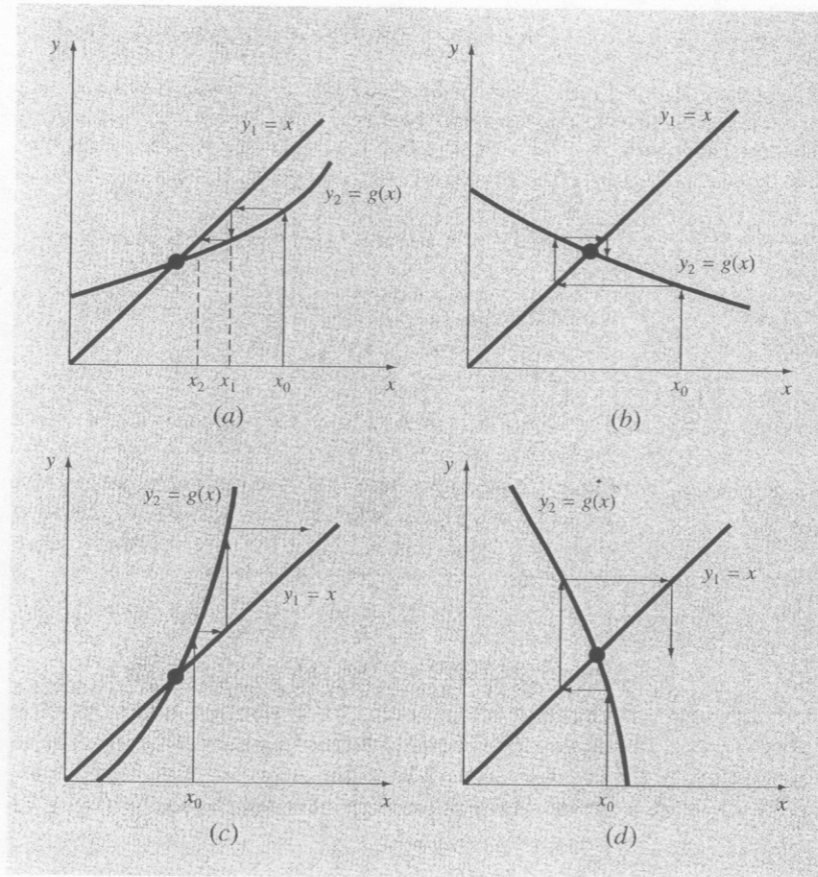 y
y₁ = x
y₂ = g(x)
x₂
x₁
x₀
x
(a)
y
y₁ = x
y₂ = g(x)
x₀
x
(b)
y
y₂ = g(x)
y₁ = x
x₀
x
(c)
y
y₂ = g(x)
y₁ = x
x₀
x
(d)